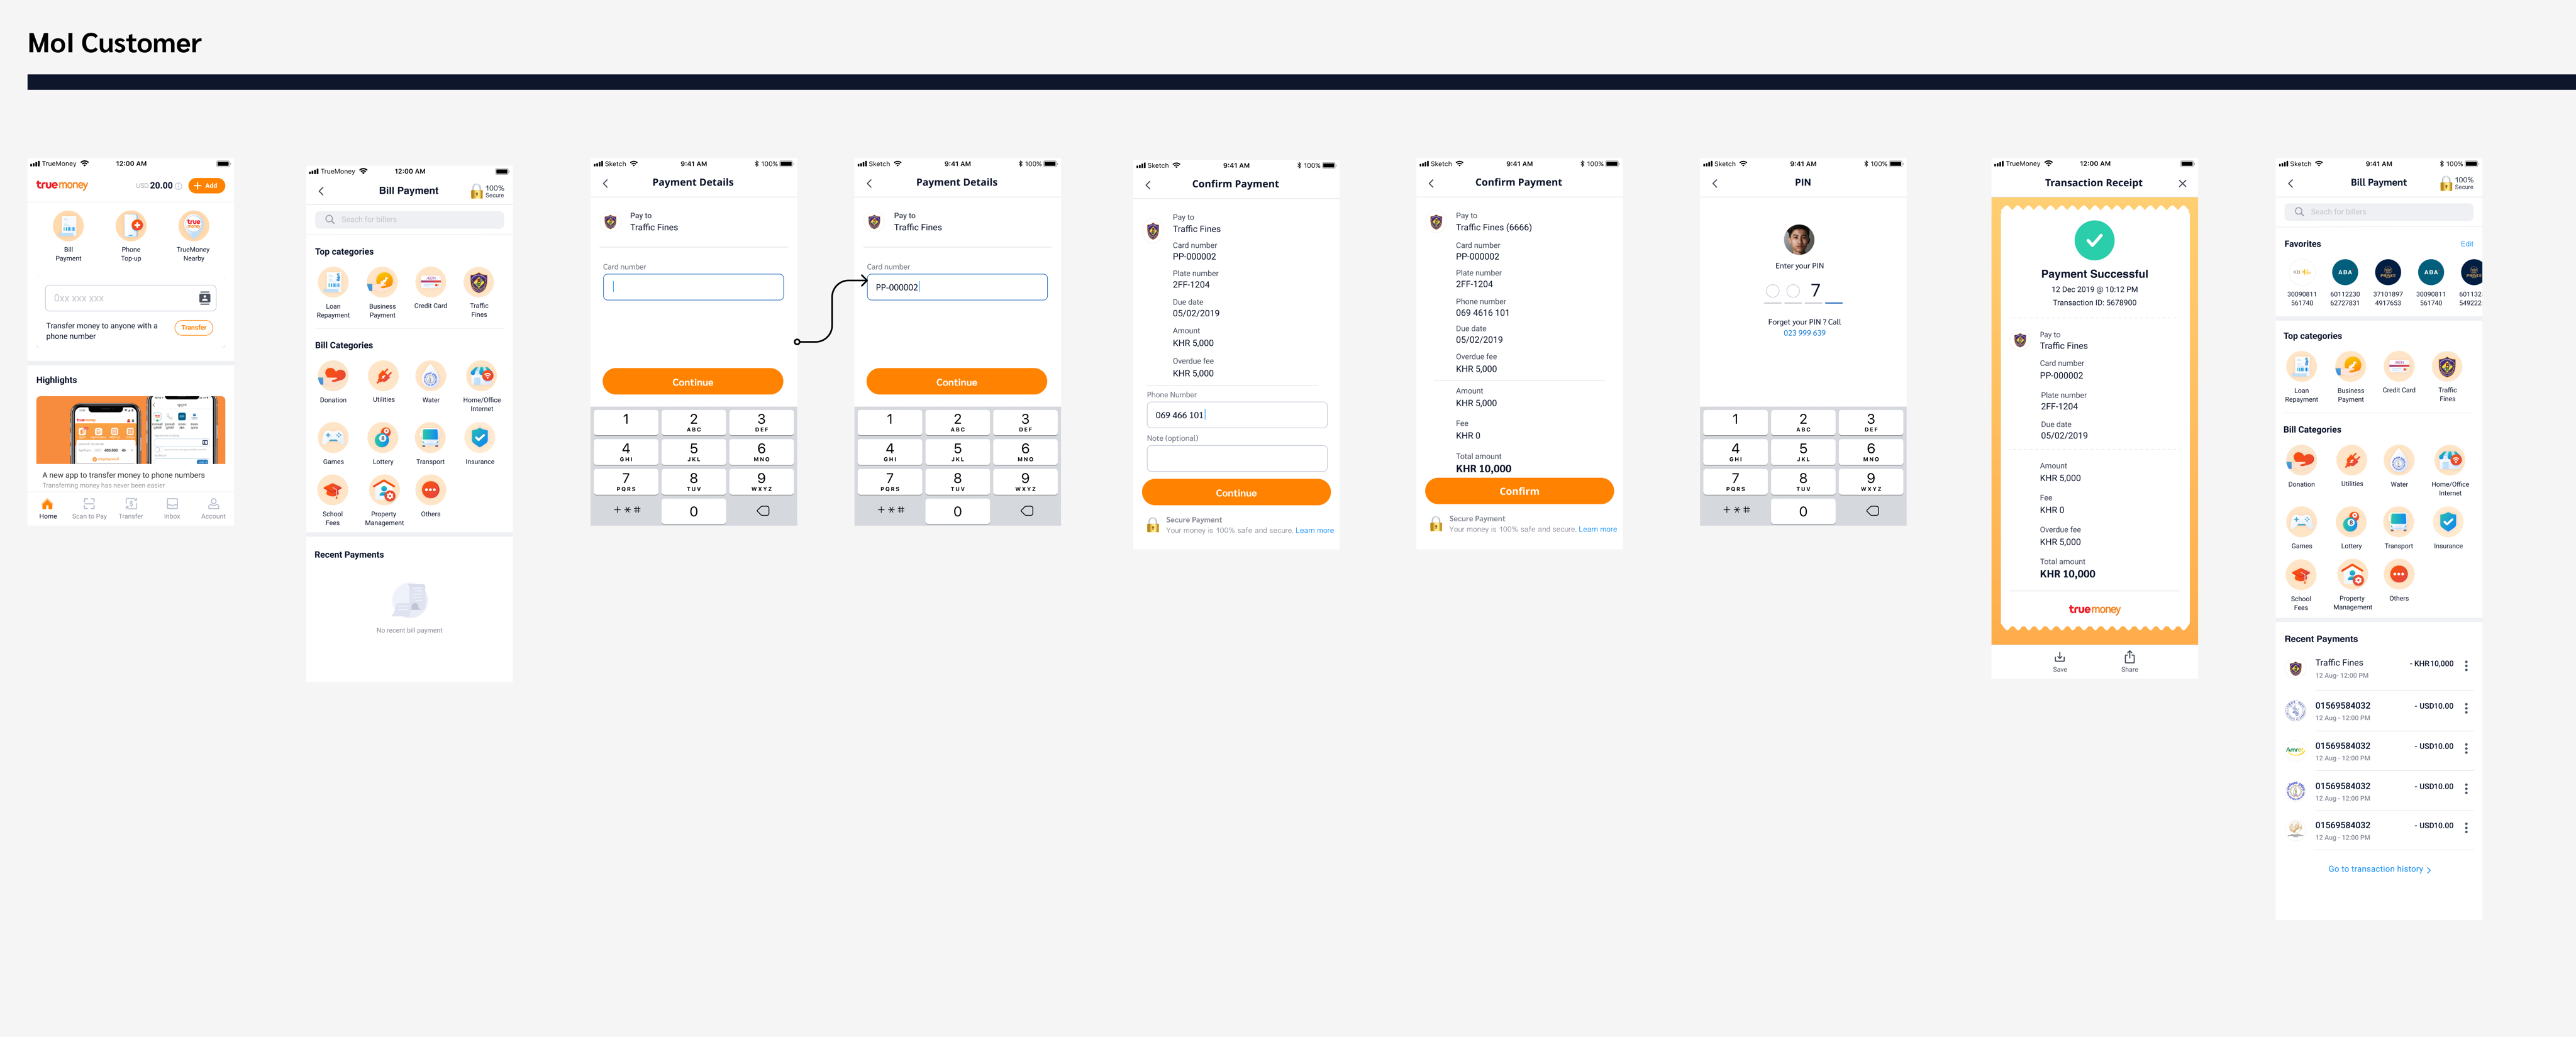 MoI Customer
TrueMoney
12:00 AM
truemoney
USD 20.00
+ Add
Bill Payment
Phone Top-up
TrueMoney Nearby
0xx xxx xxx
Transfer money to anyone with a phone number
Transfer
Highlights
A new app to transfer money to phone numbers
Transferring money has never been easier
Home
Scan to Pay
Transfer
Inbox
Account
TrueMoney
12:00 AM
Bill Payment
100% Secure
Seach for billers
Top categories
Loan Repayment
Business Payment
Credit Card
Traffic Fines
Bill Categories
Donation
Utilities
Water
Home/Office Internet
Games
Lottery
Transport
Insurance
School Fees
Property Management
Others
Recent Payments
No recent bill payment
Sketch
9:41 AM
100%
Payment Details
Pay to
Traffic Fines
Card number
Continue
1
2 ABC
3 DEF
4 GHI
5 JKL
6 MNO
7 PQRS
8 TUV
9 WXYZ
+ * #
0
Sketch
9:41 AM
100%
Payment Details
Pay to
Traffic Fines
Card number
PP-000002
Continue
1
2 ABC
3 DEF
4 GHI
5 JKL
6 MNO
7 PQRS
8 TUV
9 WXYZ
+ * #
0
Sketch
9:41 AM
100%
Confirm Payment
Pay to
Traffic Fines
Card number
PP-000002
Plate number
2FF-1204
Due date
05/02/2019
Amount
KHR 5,000
Overdue fee
KHR 5,000
Phone Number
069 466 101
Note (optional)
Continue
Secure Payment
Your money is 100% safe and secure. Learn more
Sketch
9:41 AM
100%
Confirm Payment
Pay to
Traffic Fines (6666)
Card number
PP-000002
Plate number
2FF-1204
Phone number
069 4616 101
Due date
05/02/2019
Overdue fee
KHR 5,000
Amount
KHR 5,000
Fee
KHR 0
Total amount
KHR 10,000
Confirm
Secure Payment
Your money is 100% safe and secure. Learn more
Sketch
9:41 AM
100%
PIN
Enter your PIN
7
Forget your PIN ? Call
023 999 639
1
2 ABC
3 DEF
4 GHI
5 JKL
6 MNO
7 PQRS
8 TUV
9 WXYZ
+ * #
0
TrueMoney
12:00 AM
Transaction Receipt
Payment Successful
12 Dec 2019 @ 10:12 PM
Transaction ID: 5678900
Pay to
Traffic Fines
Card number
PP-000002
Plate number
2FF-1204
Due date
05/02/2019
Amount
KHR 5,000
Fee
KHR 0
Overdue fee
KHR 5,000
Total amount
KHR 10,000
truemoney
Save
Share
Sketch
9:41 AM
100%
Bill Payment
100% Secure
Seach for billers
Favorites
Edit
ABA
ABA
30090811 561740
60112230 62727831
37101897 4917653
30090811 561740
601132 549222
Top categories
Loan Repayment
Business Payment
Credit Card
Traffic Fines
Bill Categories
Donation
Utilities
Water
Home/Office Internet
Games
Lottery
Transport
Insurance
School Fees
Property Management
Others
Recent Payments
Traffic Fines
- KHR10,000
12 Aug- 12:00 PM
01569584032
- USD10.00
12 Aug - 12:00 PM
Amret
01569584032
- USD10.00
12 Aug - 12:00 PM
01569584032
- USD10.00
12 Aug - 12:00 PM
01569584032
- USD10.00
12 Aug - 12:00 PM
Go to transaction history